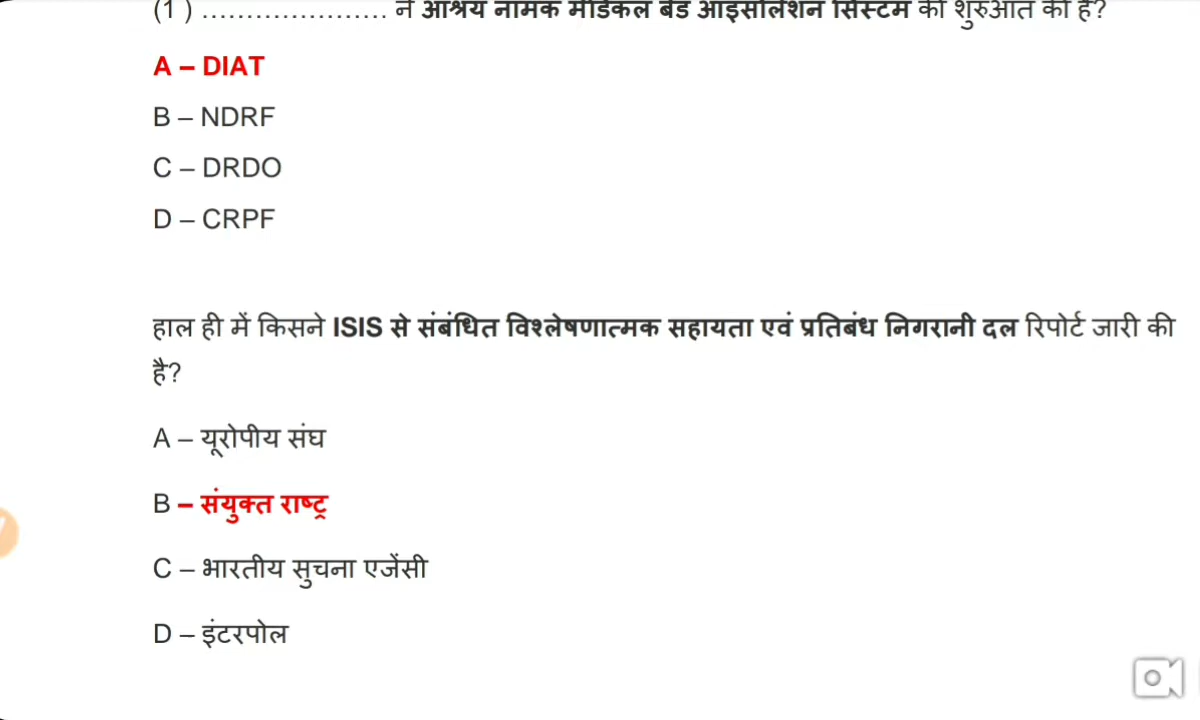 (1 ) ..................... ने आश्रय नामक मेडिकल बेड आइसोलेशन सिस्टम की शुरुआत की है?
A – DIAT
B – NDRF
C – DRDO
D – CRPF
हाल ही में किसने ISIS से संबंधित विश्लेषणात्मक सहायता एवं प्रतिबंध निगरानी दल रिपोर्ट जारी की
है?
A – यूरोपीय संघ
B – संयुक्त राष्ट्र
C – भारतीय सुचना एजेंसी
D – इंटरपोल